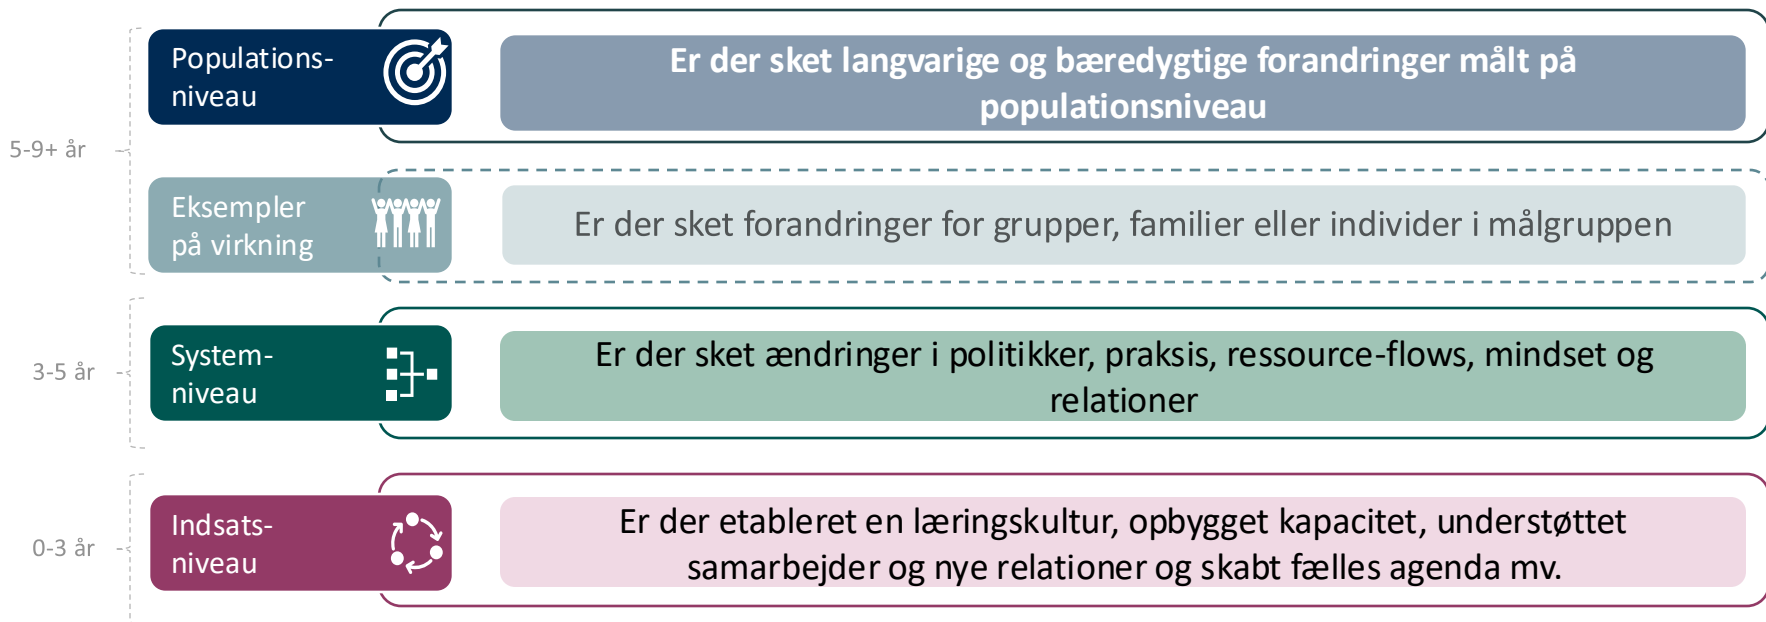 Populations-
niveau
Er der sket langvarige og bæredygtige forandringer målt på
populationsniveau
5-9+ år
Eksempler
på virkning
Er der sket forandringer for grupper, familier eller individer i målgruppen
System-
niveau
Er der sket ændringer i politikker, praksis, ressource-flows, mindset og
relationer
3-5 år
Indsats-
niveau
Er der etableret en læringskultur, opbygget kapacitet, understøttet
samarbejder og nye relationer og skabt fælles agenda mv.
0-3 år